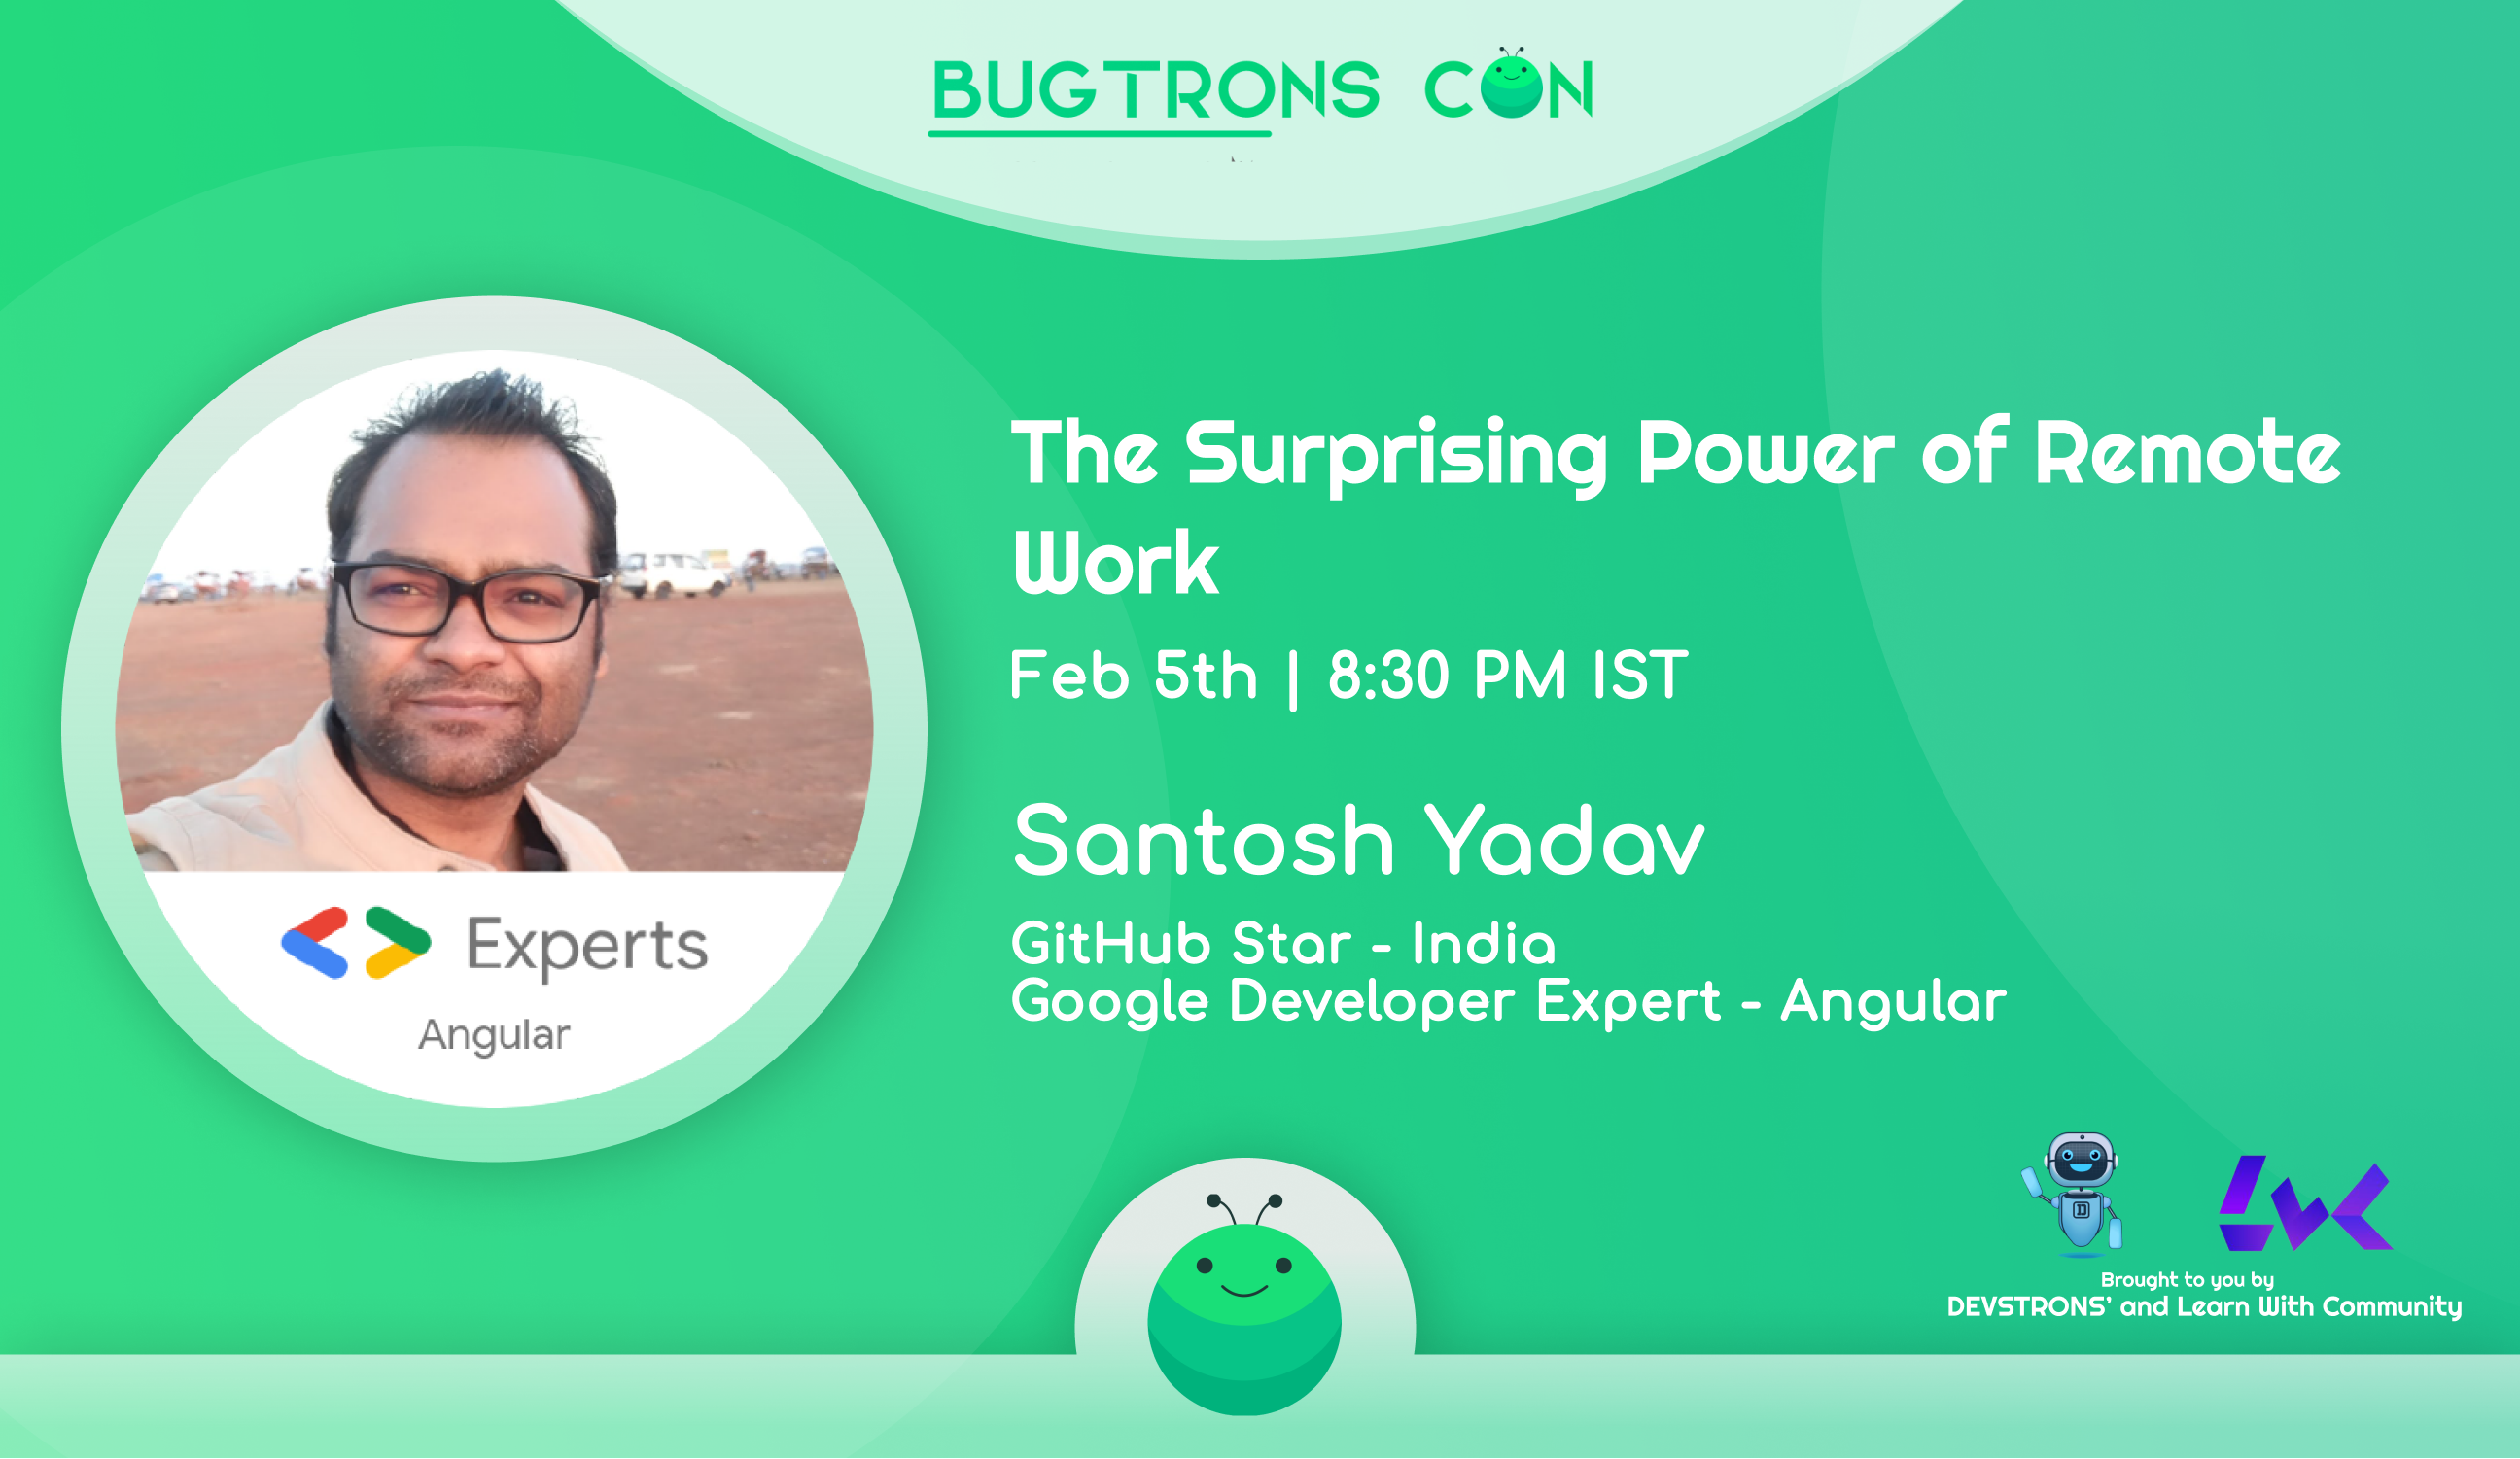 BUGTRONS CON
The Surprising Power of Remote
Work
Feb 5th | 8:30 PM IST
Santosh Yadav
GitHub Star - India
Google Developer Expert - Angular
Experts
Angular
D
Brought to you by
DEVSTRONS' and Learn With Community